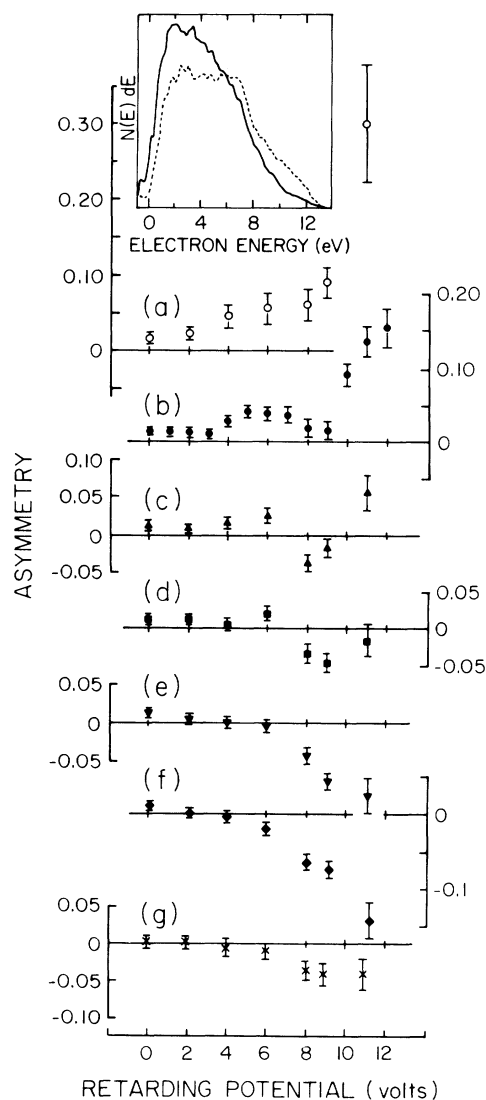 N(E) dE
0 4 8 12
ELECTRON ENERGY (eV)
0.30
0.20
0.10
0
(a)
0.20
0.10
0
(b)
0.10
0.05
0
-0.05
(c)
0.05
0
-0.05
(d)
0.05
0
-0.05
(e)
0
-0.1
(f)
0.05
0
-0.05
-0.10
(g)
ASYMMETRY
0 2 4 6 8 10 12
RETARDING POTENTIAL (volts)